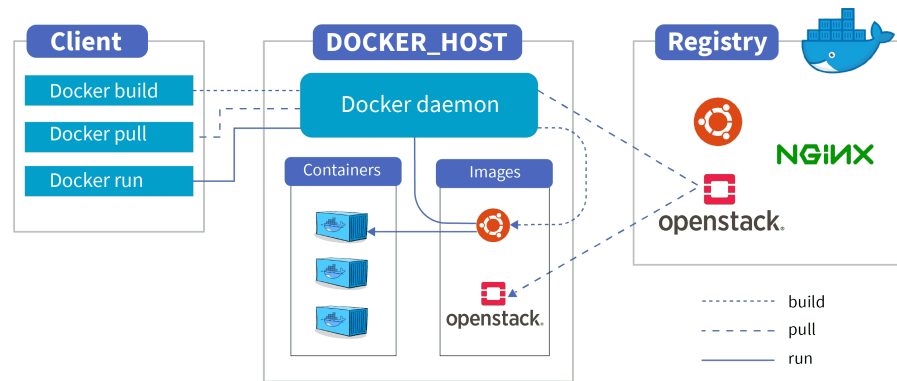 Client
DOCKER_HOST
Registry
Docker build
Docker pull
Docker run
Docker daemon
Containers
Images
openstack.
NGiNX
openstack.
build
pull
run